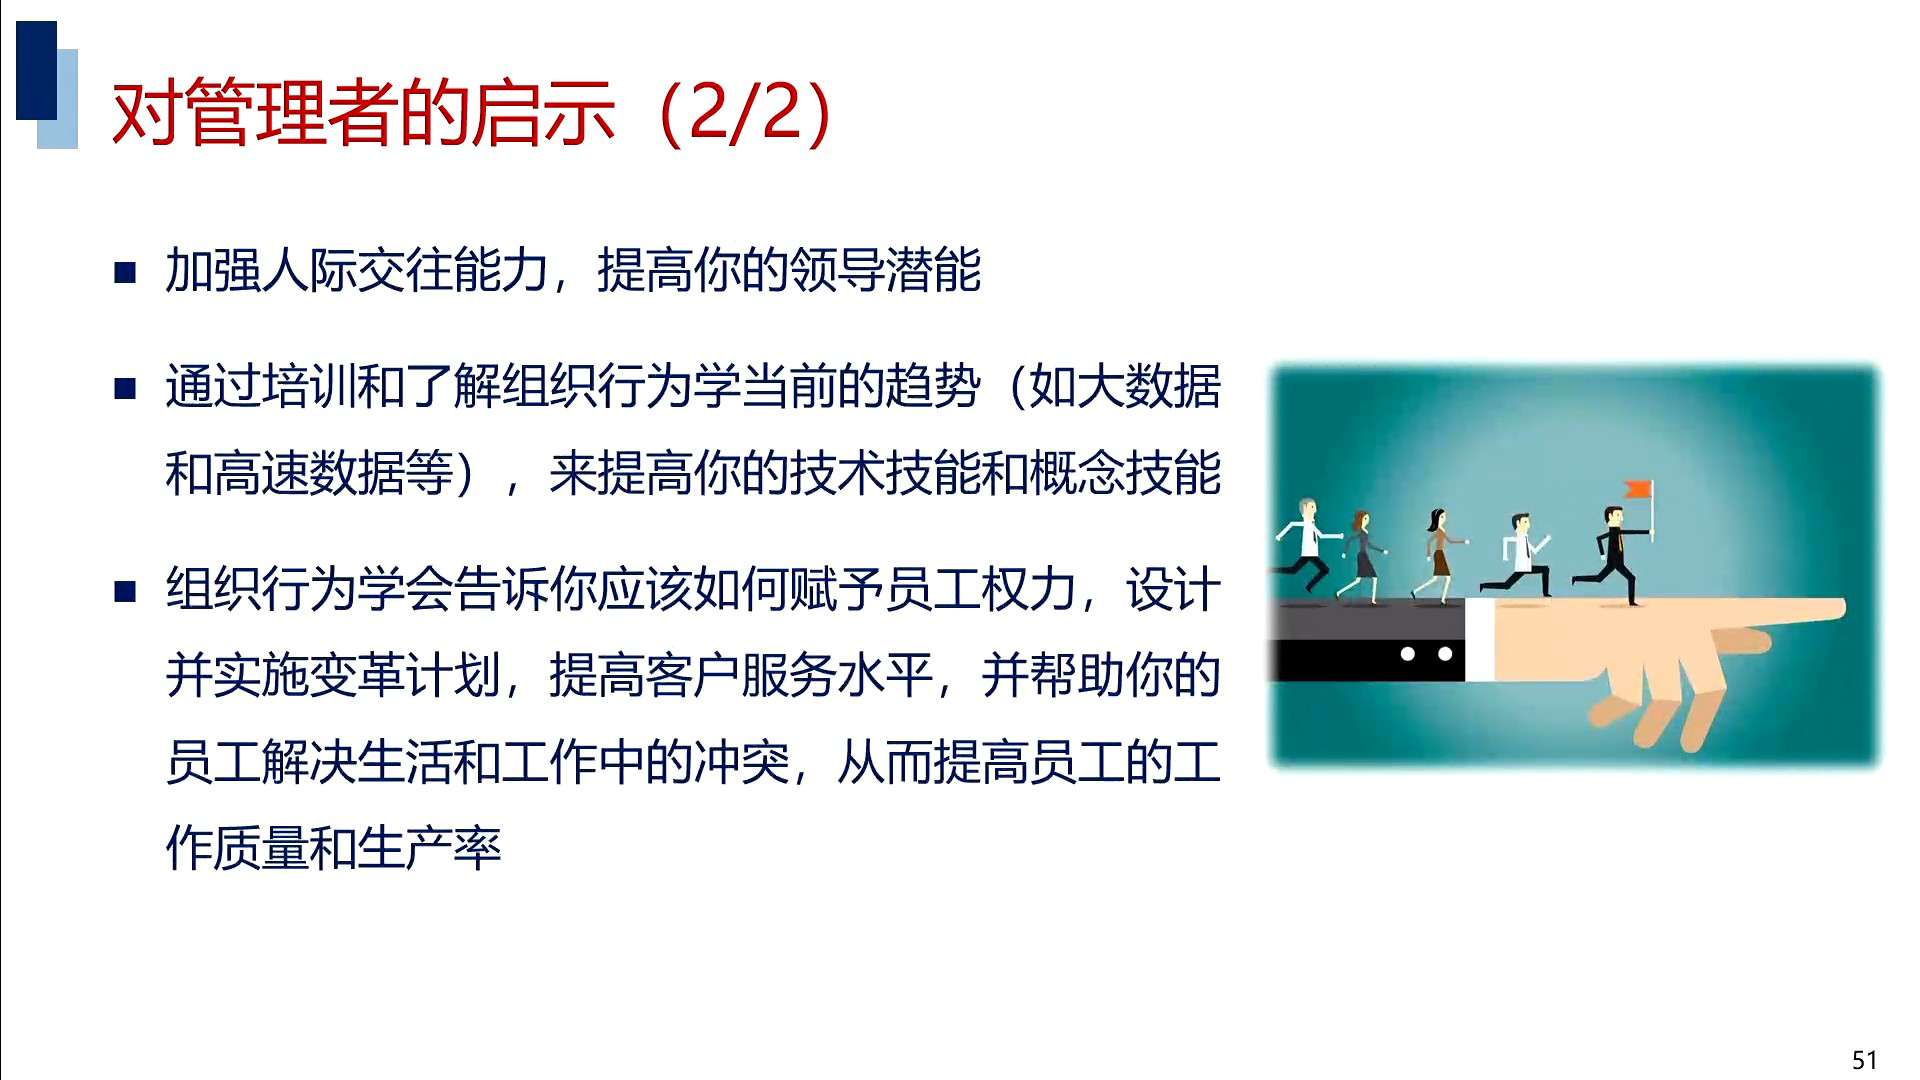 对管理者的启示（2/2）
■ 加强人际交往能力，提高你的领导潜能
■ 通过培训和了解组织行为学当前的趋势（如大数据
和高速数据等），来提高你的技术技能和概念技能
■ 组织行为学会告诉你应该如何赋予员工权力，设计
并实施变革计划，提高客户服务水平，并帮助你的
员工解决生活和工作中的冲突，从而提高员工的工
作质量和生产率
51